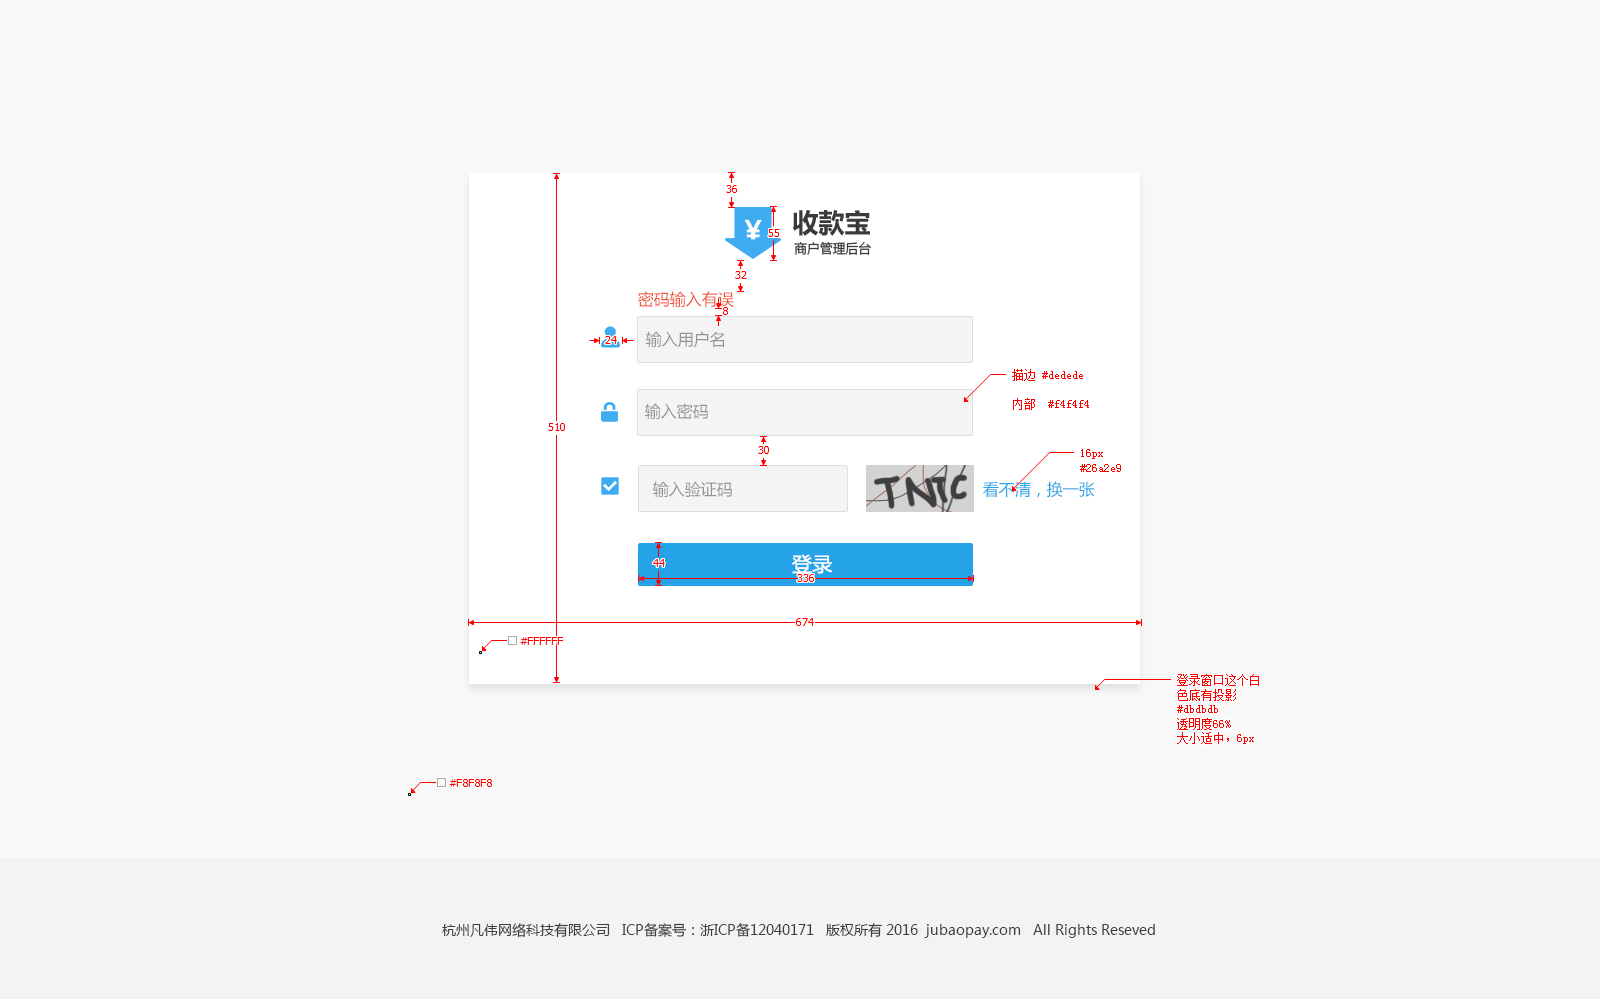 36
¥
收款宝
55
商户管理后台
32
密码输入有误
8
24
输入用户名
描边 #dedede
内部 #f4f4f4
输入密码
510
30
16px
#26a2e9
输入验证码
TNTC
看不清，换一张
44
登录
336
674
#FFFFFF
登录窗口这个白
色底有投影
#dbdbdb
透明度66%
大小适中，6px
#F8F8F8
杭州凡伟网络科技有限公司 ICP备案号：浙ICP备12040171 版权所有 2016 jubaopay.com All Rights Reseved